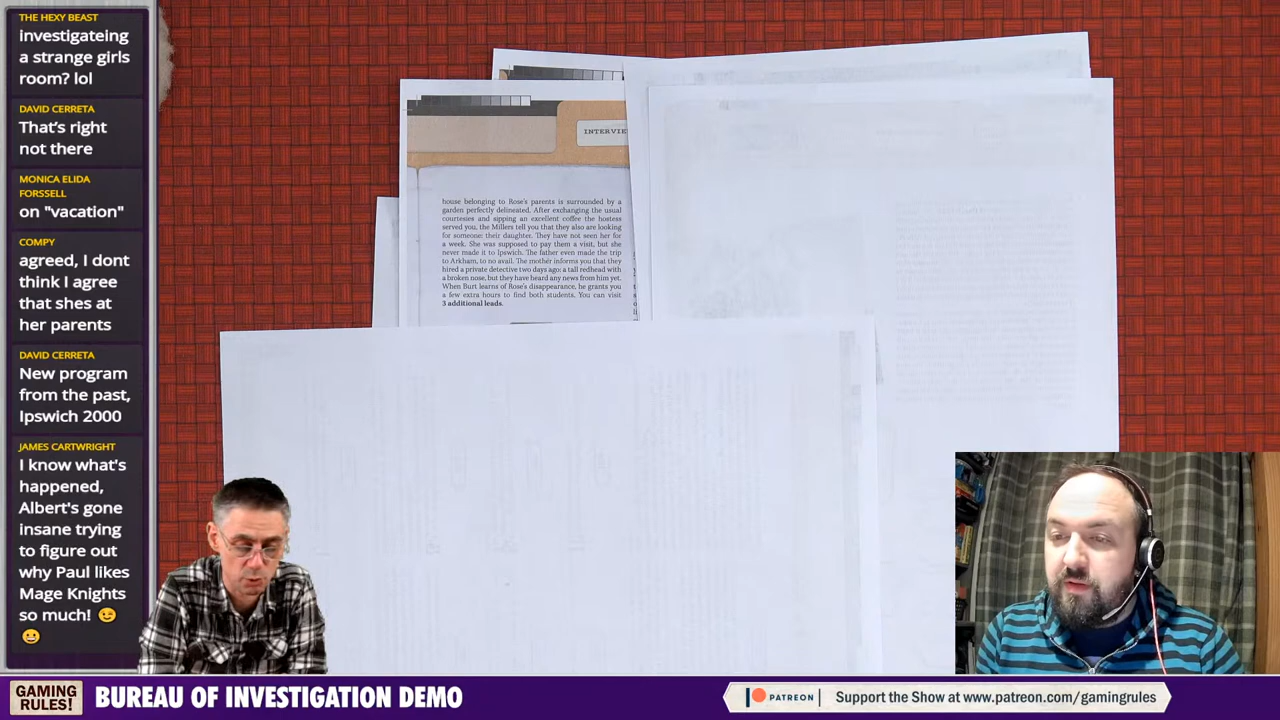 THE HEXY BEAST
investigateing
a strange girls
room? lol
DAVID CERRETA
That's right
not there
MONICA ELIDA
FORSSELL
on "vacation"
COMPY
agreed, I dont
think I agree
that shes at
her parents
DAVID CERRETA
New program
from the past,
Ipswich 2000
JAMES CARTWRIGHT
I know what's
happened,
Albert's gone
insane trying
to figure out
why Paul likes
Mage Knights
so much! 😉
😀
INTERVIE
house belonging to Rose's parents is surrounded by a
garden perfectly delineated. After exchanging the usual
courtesies and sipping an excellent coffee the hostess
served you, the Millers tell you that they also are looking
for someone: their daughter. They have not seen her for
a week. She was supposed to pay them a visit, but she
never made it to Ipswich. The father even made the trip
to Arkham, to no avail. The mother informs you that they
hired a private detective two days ago: a tall redhead with
a broken nose, but they have heard any news from him yet.
When Burt learns of Rose's disappearance, he grants you
a few extra hours to find both students. You can visit
3 additional leads.
GAMING
RULES!
BUREAU OF INVESTIGATION DEMO
PATREON
Support the Show at www.patreon.com/gamingrules